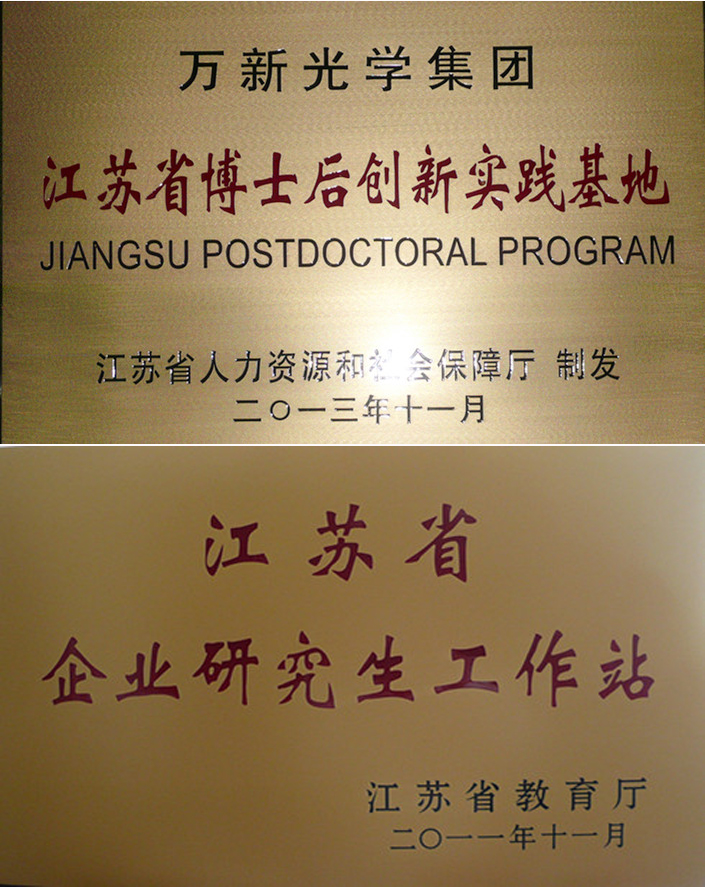 万新光学集团
江苏省博士后创新实践基地
JIANGSU POSTDOCTORAL PROGRAM
江苏省人力资源和社会保障厅 制发
二〇一三年十一月
江苏省
企业研究生工作站
江苏省教育厅
二〇一一年十一月